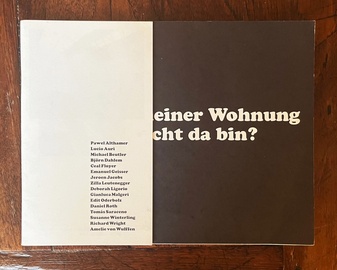 einer Wohnung
cht da bin?
Pawel Althamer
Lucio Auri
Michael Beutler
Björn Dahlem
Ceal Floyer
Emanuel Geisser
Jeroen Jacobs
Zilla Leutenegger
Deborah Ligorio
Gianluca Malgeri
Edit Oderbolz
Daniel Roth
Tomás Saraceno
Susanne Winterling
Richard Wright
Amelie von Wulffen